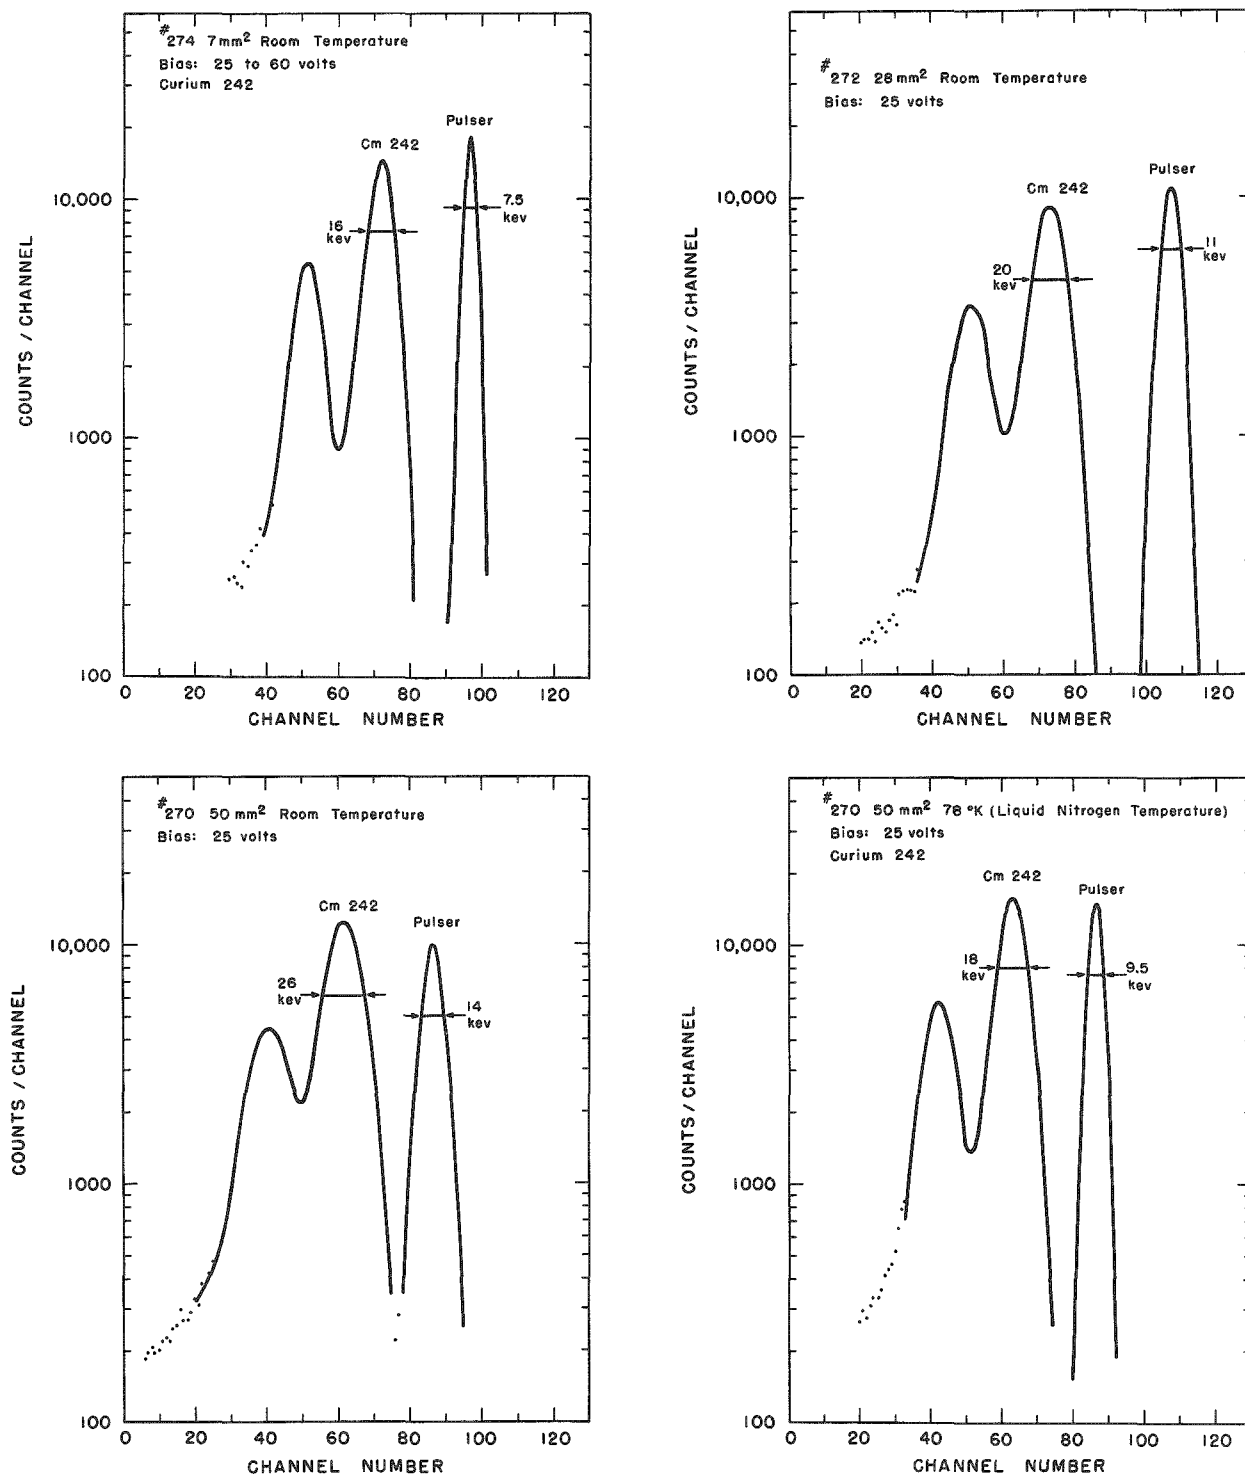 #274 7mm² Room Temperature
Bias: 25 to 60 volts
Curium 242
Pulser
Cm 242
10,000
7.5
kev
16
kev
COUNTS / CHANNEL
1000
100
0 20 40 60 80 100 120
CHANNEL NUMBER
#272 28mm² Room Temperature
Bias: 25 volts
Pulser
Cm 242
10,000
11
kev
20
kev
COUNTS / CHANNEL
1000
100
0 20 40 60 80 100 120
CHANNEL NUMBER
#270 50mm² Room Temperature
Bias: 25 volts
Cm 242
Pulser
10,000
26
kev
14
kev
COUNTS / CHANNEL
1000
100
0 20 40 60 80 100 120
CHANNEL NUMBER
#270 50mm² 78°K (Liquid Nitrogen Temperature)
Bias: 25 volts
Curium 242
Cm 242
Pulser
10,000
18
kev
9.5
kev
COUNTS / CHANNEL
1000
100
0 20 40 60 80 100 120
CHANNEL NUMBER